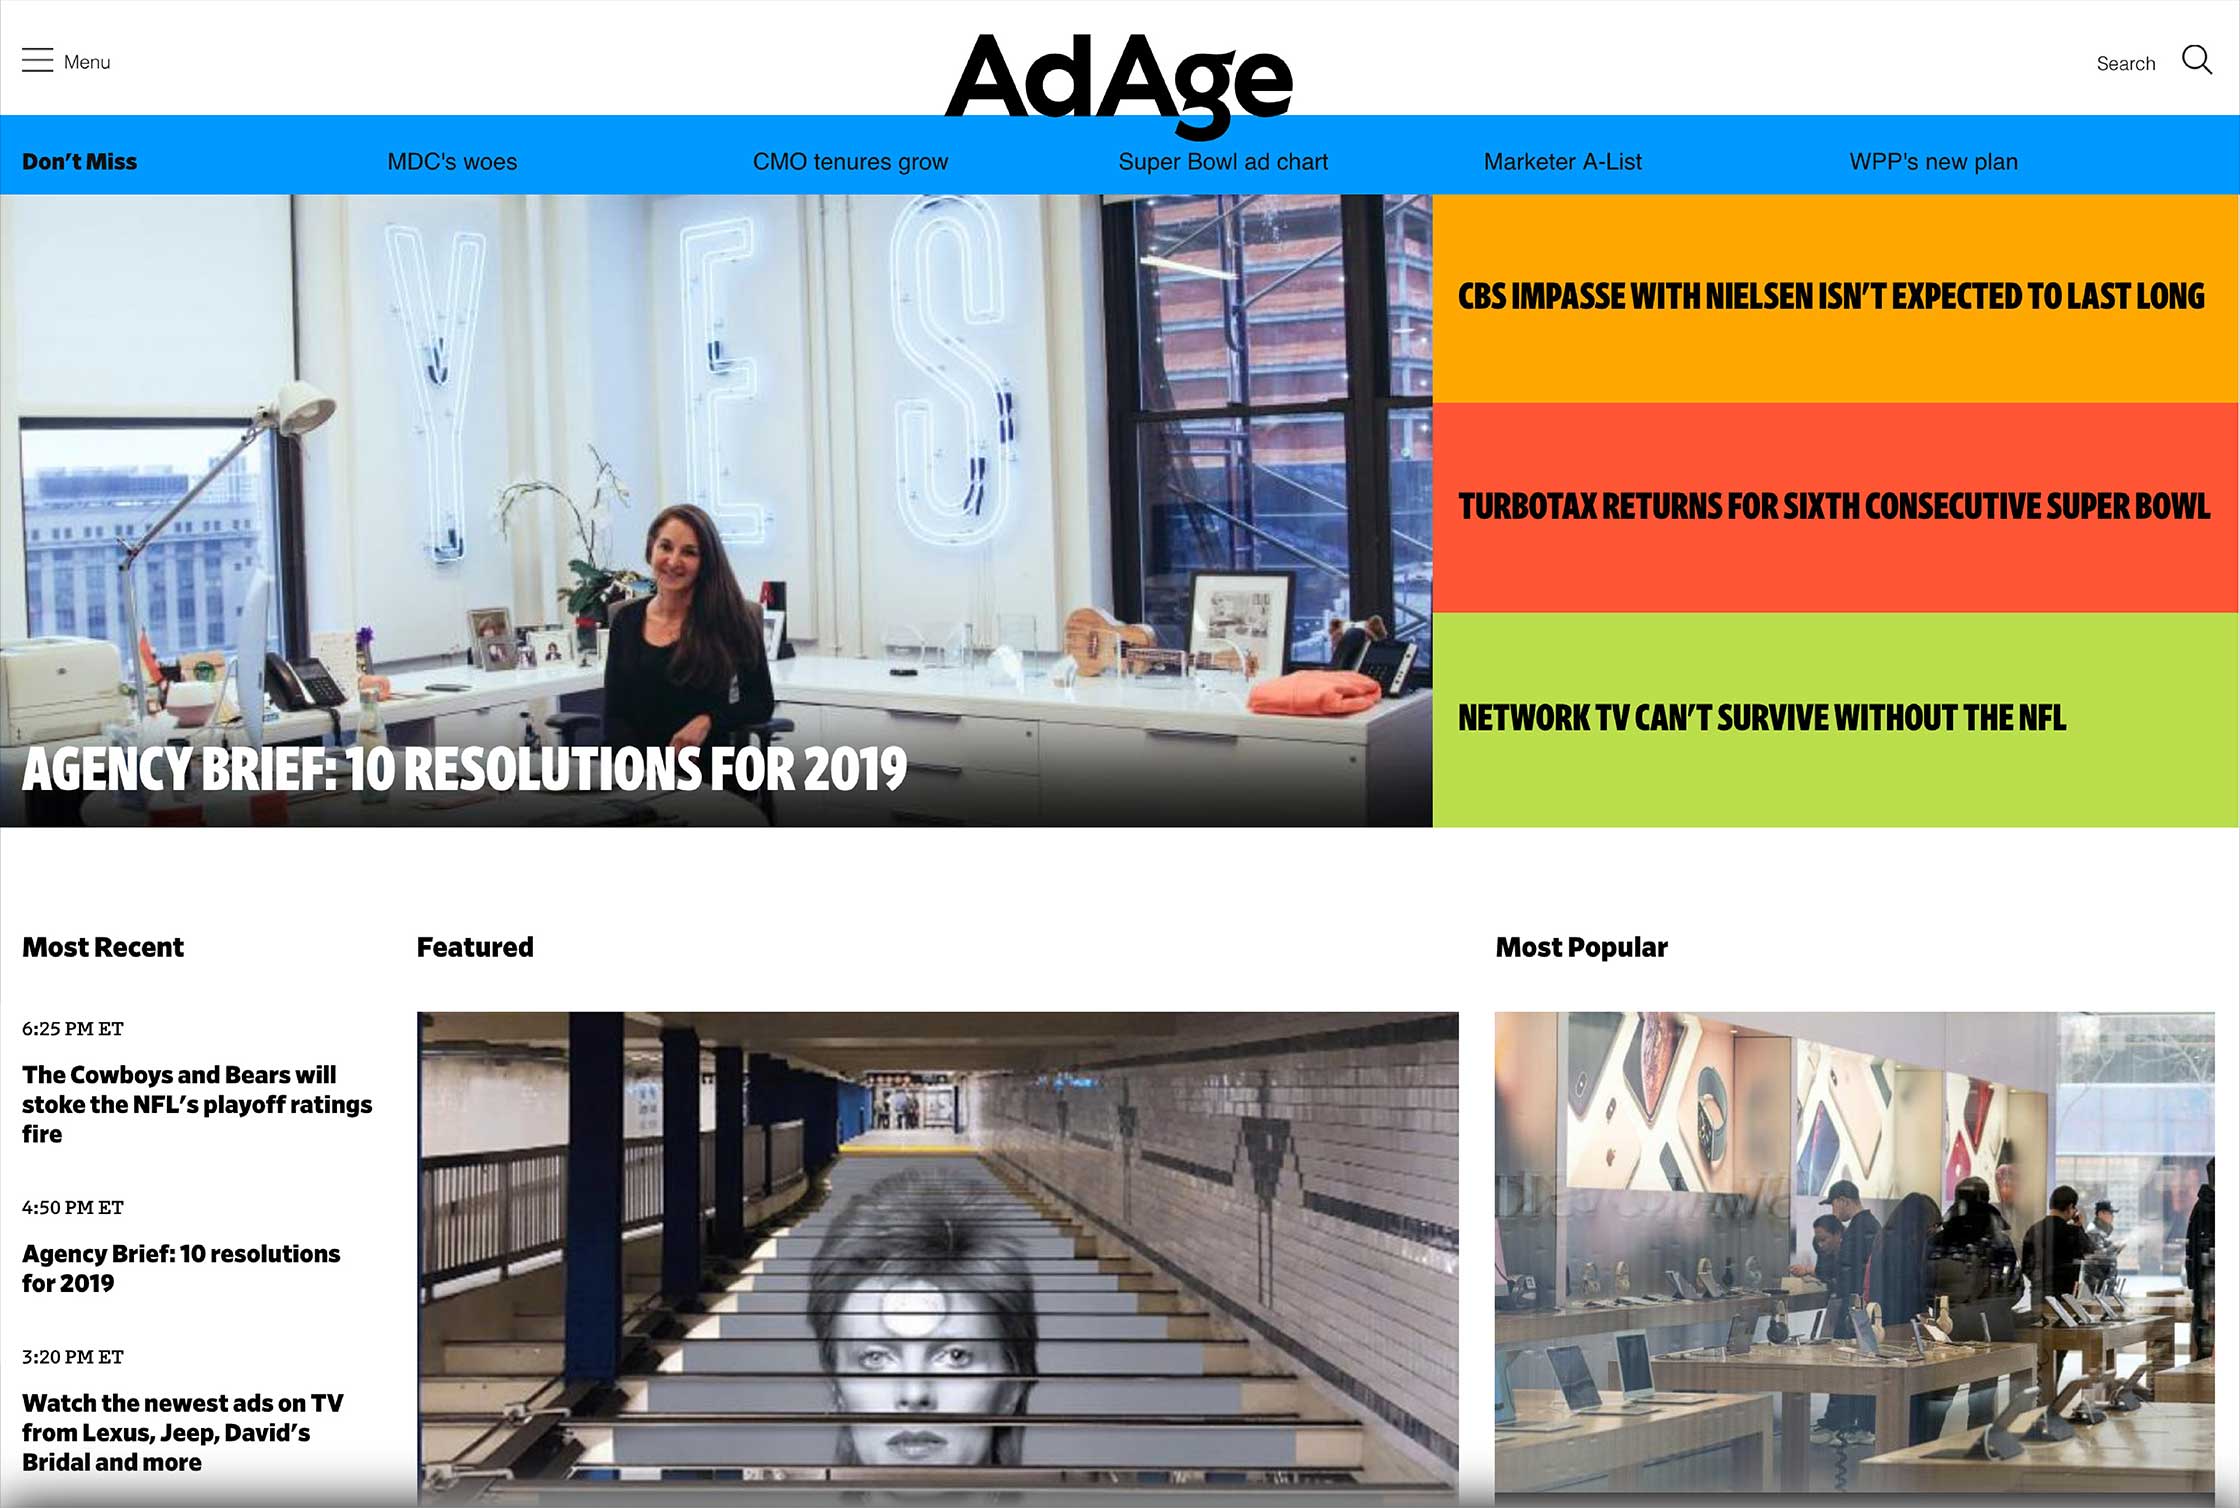 Menu
AdAge
Search
Don't Miss
MDC's woes
CMO tenures grow
Super Bowl ad chart
Marketer A-List
WPP's new plan
YES
AGENCY BRIEF: 10 RESOLUTIONS FOR 2019
CBS IMPASSE WITH NIELSEN ISN'T EXPECTED TO LAST LONG
TURBOTAX RETURNS FOR SIXTH CONSECUTIVE SUPER BOWL
NETWORK TV CAN'T SURVIVE WITHOUT THE NFL
Most Recent
6:25 PM ET
The Cowboys and Bears will
stoke the NFL's playoff ratings
fire
4:50 PM ET
Agency Brief: 10 resolutions
for 2019
3:20 PM ET
Watch the newest ads on TV
from Lexus, Jeep, David's
Bridal and more
Featured
Most Popular